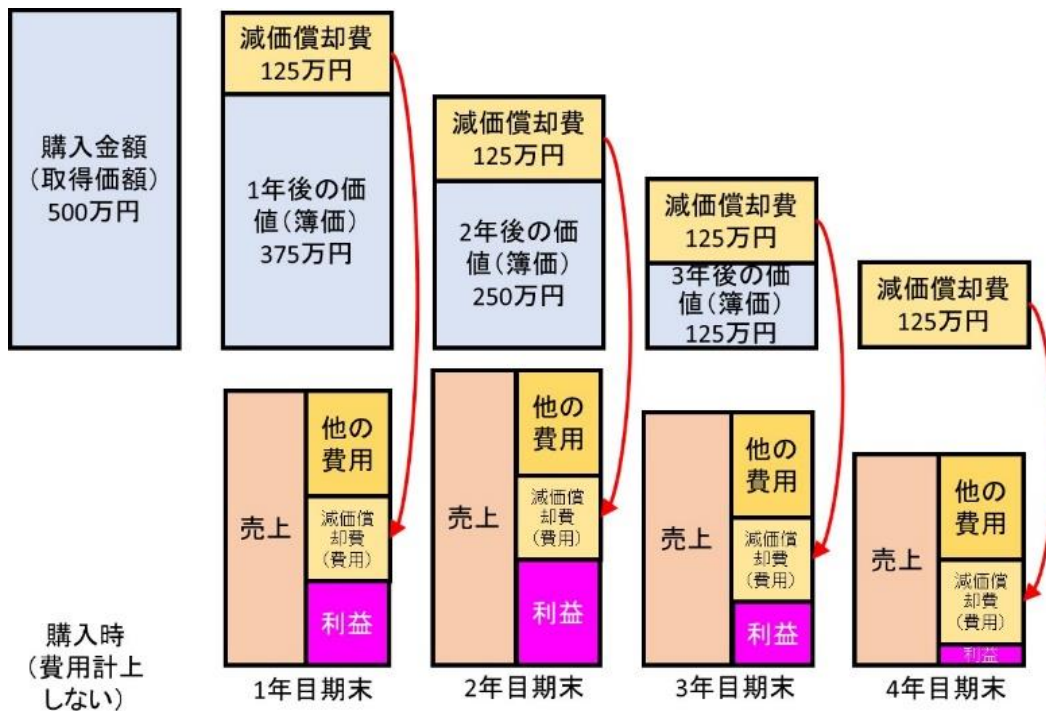 購入金額
（取得価額）
500万円
減価償却費
125万円
1年後の価
値（簿価）
375万円
減価償却費
125万円
2年後の価
値（簿価）
250万円
減価償却費
125万円
3年後の価
値（簿価）
125万円
減価償却費
125万円
購入時
（費用計上
しない）
売上
他の
費用
減価償
却費
（費用）
利益
1年目期末
売上
他の
費用
減価償
却費
（費用）
利益
2年目期末
売上
他の
費用
減価償
却費
（費用）
利益
3年目期末
売上
他の
費用
減価償
却費
（費用）
利益
4年目期末